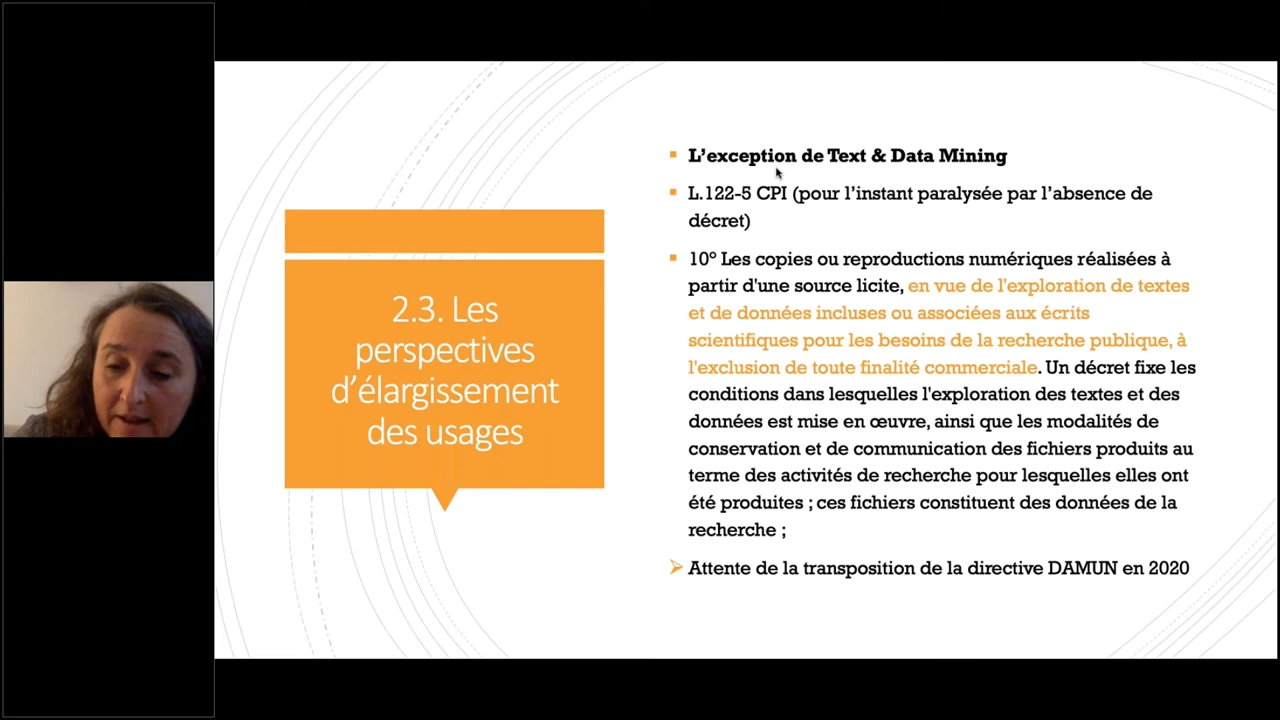 2.3. Les
perspectives
d’élargissement
des usages
L’exception de Text & Data Mining
L.122-5 CPI (pour l’instant paralysée par l’absence de
décret)
10° Les copies ou reproductions numériques réalisées à
partir d'une source licite, en vue de l'exploration de textes
et de données incluses ou associées aux écrits
scientifiques pour les besoins de la recherche publique, à
l'exclusion de toute finalité commerciale. Un décret fixe les
conditions dans lesquelles l'exploration des textes et des
données est mise en œuvre, ainsi que les modalités de
conservation et de communication des fichiers produits au
terme des activités de recherche pour lesquelles elles ont
été produites ; ces fichiers constituent des données de la
recherche ;
Attente de la transposition de la directive DAMUN en 2020